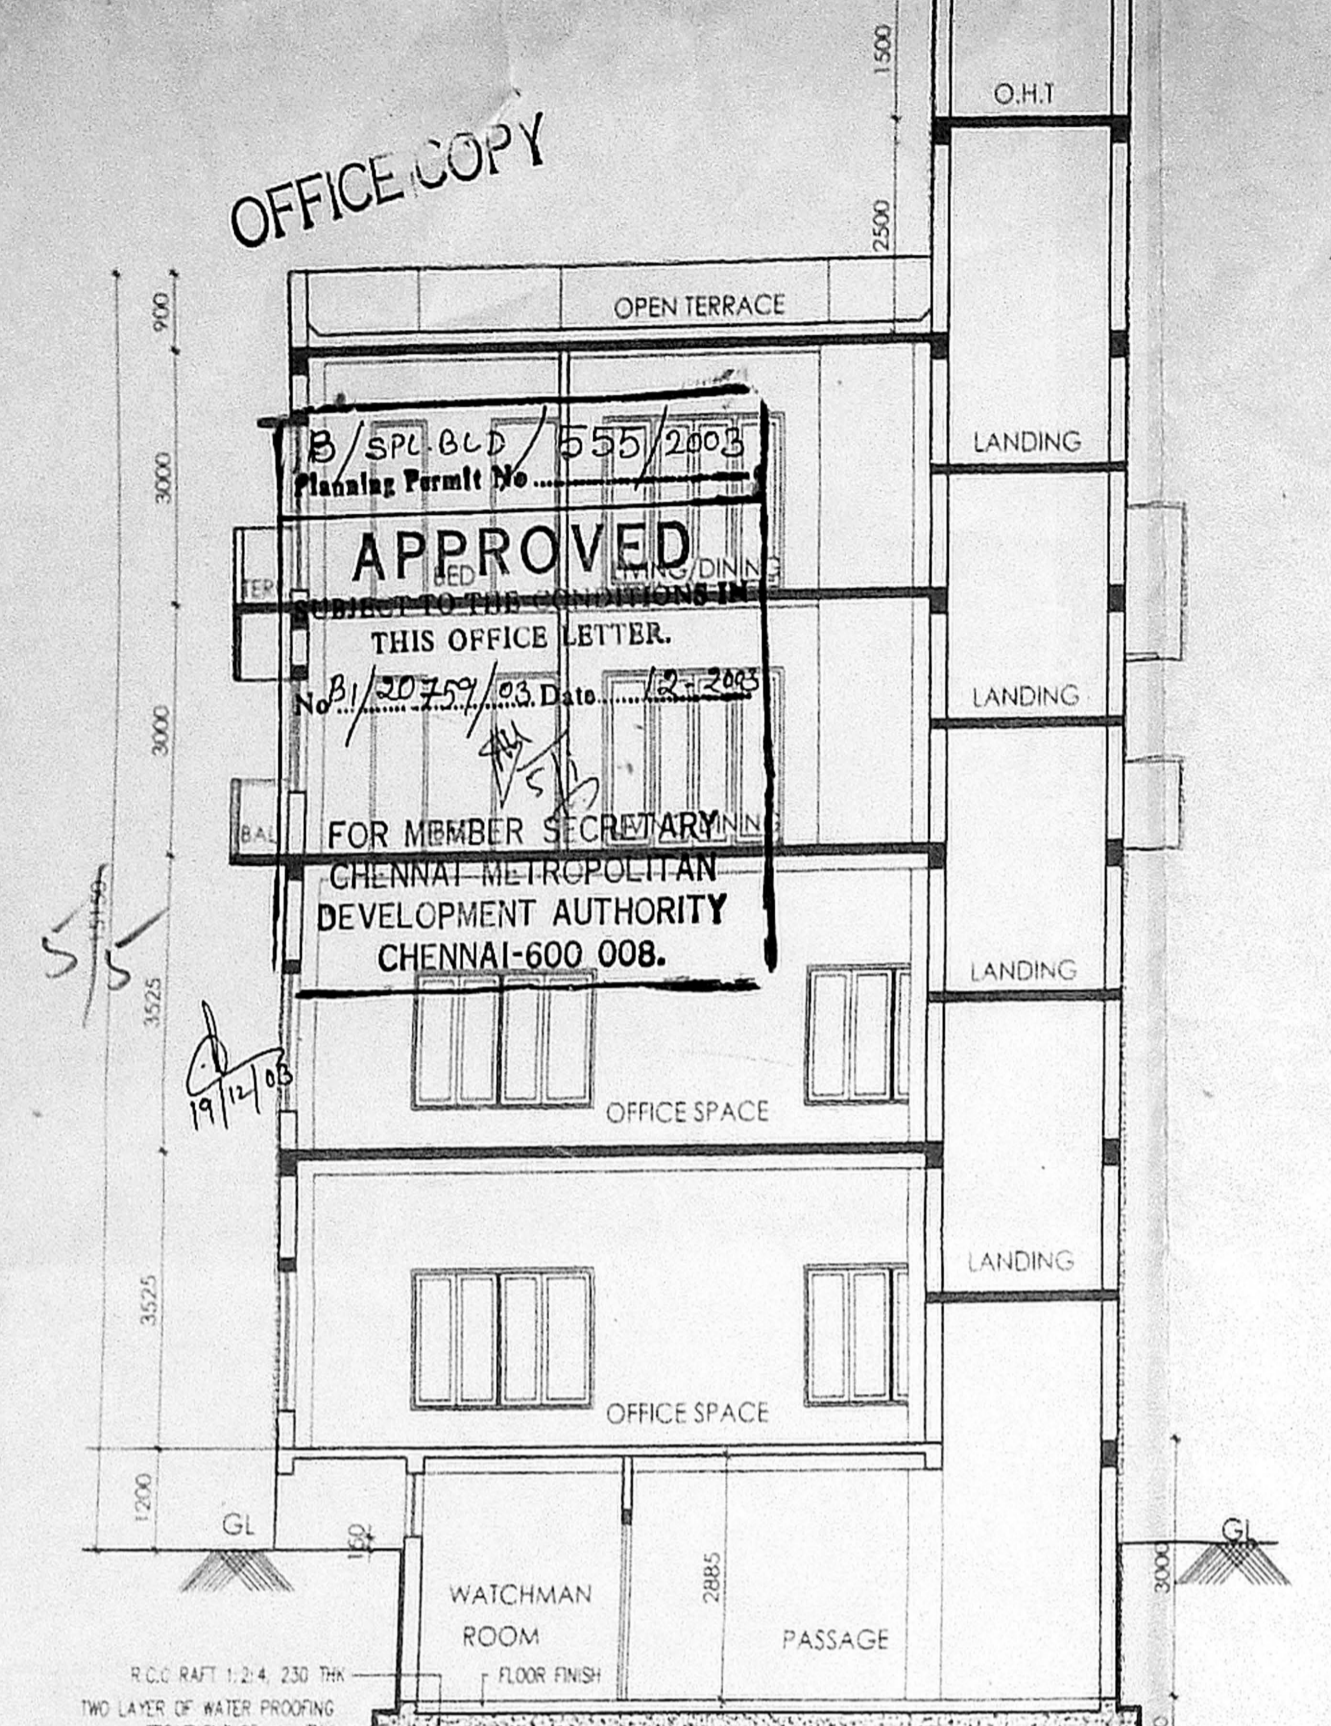 1500
O.H.T
OFFICE COPY
2500
900
OPEN TERRACE
3000
LANDING
B/SPL.BLD/555/2003
Planning Permit No
APPROVED
BED
LIVING/DINING
SUBJECT TO THE CONDITIONS IN
THIS OFFICE LETTER.
No B1/20759/03. Date 12-2003
LANDING
3000
5/1
BAL
FOR MEMBER SECRETARY
CHENNAI METROPOLITAN
DEVELOPMENT AUTHORITY
CHENNAI-600 008.
15150
LANDING
3525
19/12/03
OFFICE SPACE
LANDING
3525
OFFICE SPACE
1200
GL
150
GL
2885
3000
WATCHMAN
ROOM
PASSAGE
R.C.C RAFT 1:2:4, 230 THK
FLOOR FINISH
TWO LAYER OF WATER PROOFING